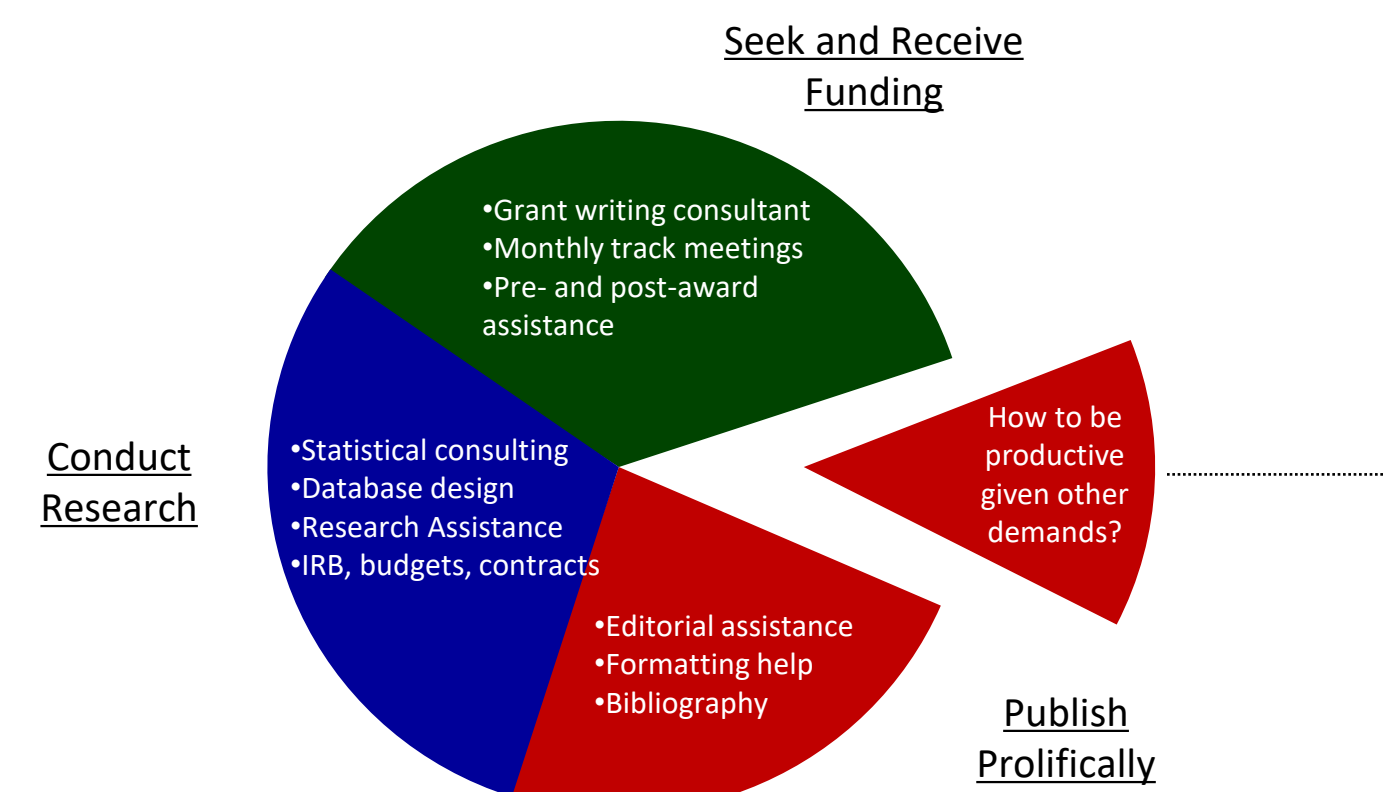 Seek and Receive
Funding
•Grant writing consultant
•Monthly track meetings
•Pre- and post-award
assistance
How to be
productive
given other
demands?
Conduct
Research
•Statistical consulting
•Database design
•Research Assistance
•IRB, budgets, contracts
•Editorial assistance
•Formatting help
•Bibliography
Publish
Prolifically